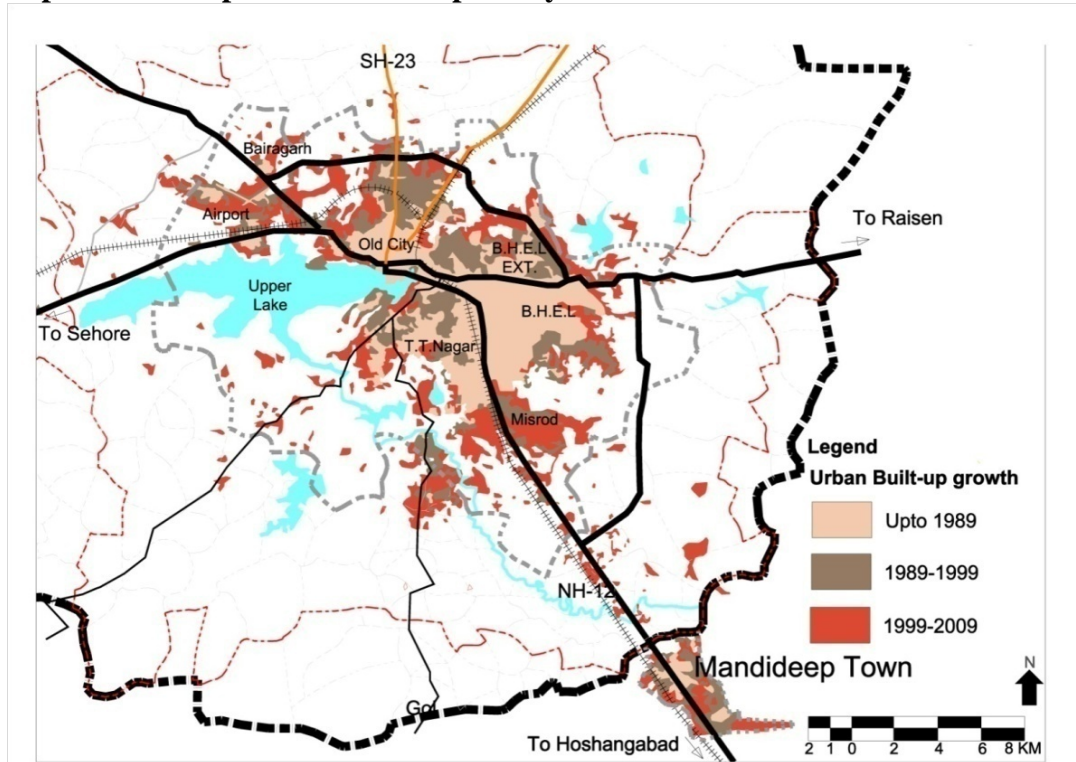 SH-23
Bairagarh
Airport
Old City
To Raisen
B.H.E.L
EXT.
Upper
Lake
B.H.E.L
To Sehore
T.T.Nagar
Misrod
Legend
Urban Built-up growth
Upto 1989
1989-1999
NH-12
1999-2009
Mandideep Town
N
Go
To Hoshangabad
2 1 0 2 4 6 8 KM